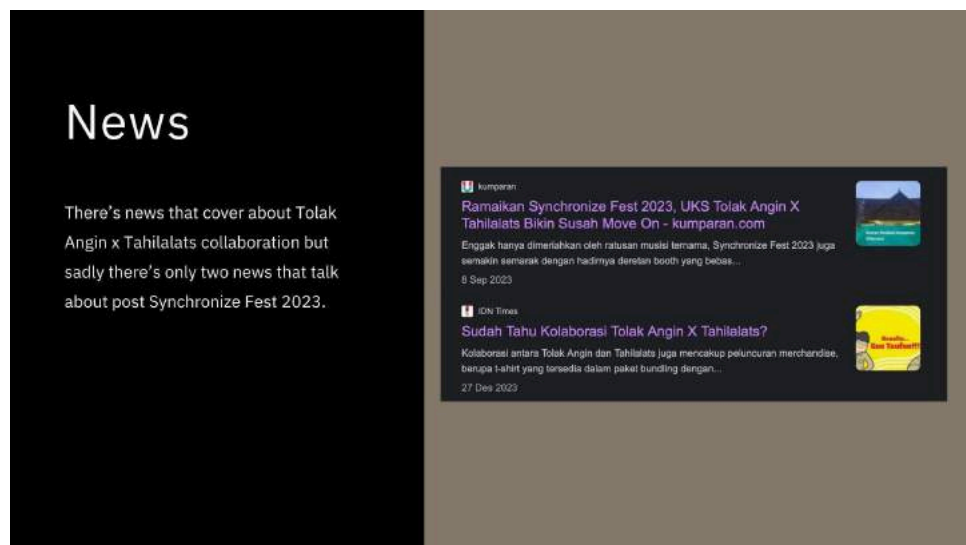 News
There's news that cover about Tolak
Angin x Tahilalats collaboration but
sadly there's only two news that talk
about post Synchronize Fest 2023.
kumparan
Ramaikan Synchronize Fest 2023, UKS Tolak Angin X
Tahilalats Bikin Susah Move On - kumparan.com
Enggak hanya dimeriahkan oleh ratusan musisi ternama, Synchronize Fest 2023 juga
semakin semarak dengan hadirnya deretan booth yang bebas...
8 Sep 2023
IDN Times
Sudah Tahu Kolaborasi Tolak Angin X Tahilalats?
Kolaborasi antara Tolak Angin dan Tahilalats juga mencakup peluncuran merchandise,
berupa t-shirt yang tersedia dalam paket bundling dengan...
27 Des 2023